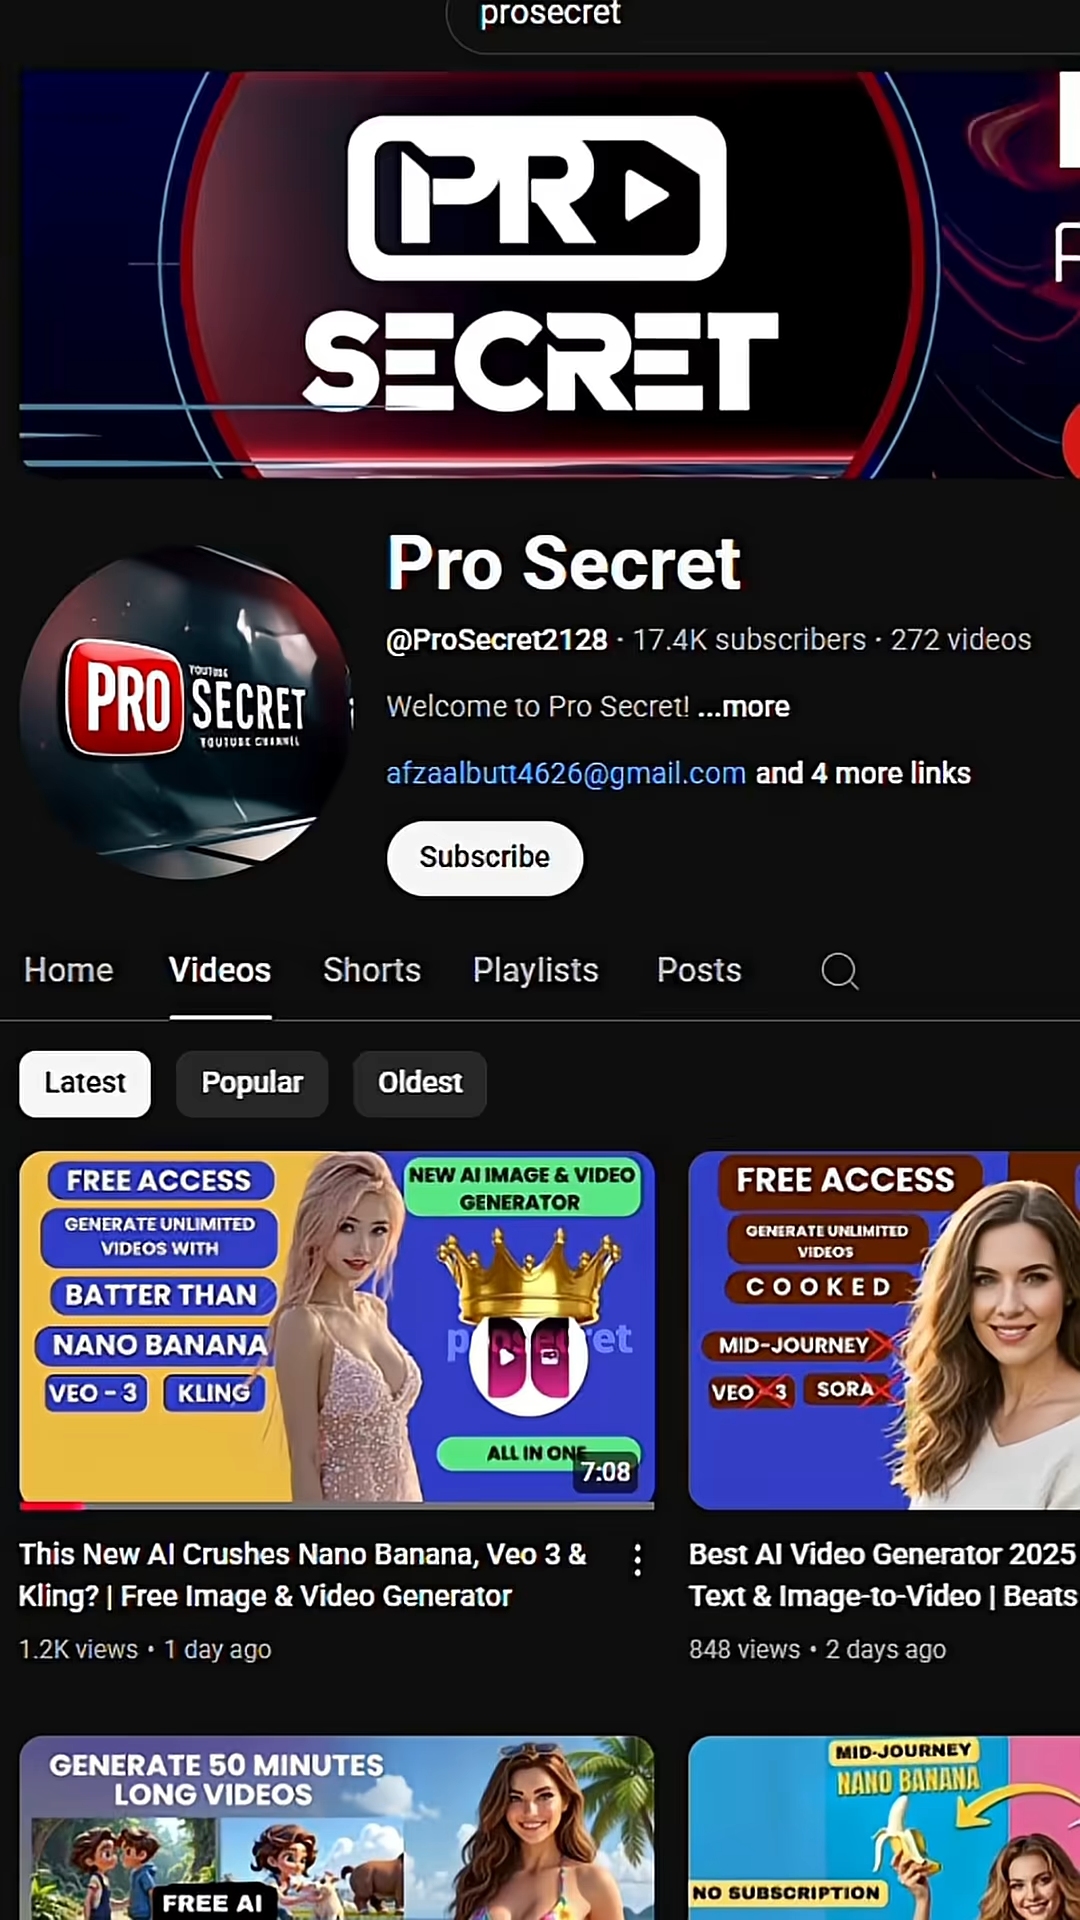 prosecret
PRO
SECRET
Pro Secret
@ProSecret2128 · 17.4K subscribers · 272 videos
PRO
YOUTUBE
SECRET
YOUTUBE CHANNEL
Welcome to Pro Secret! ...more
afzaalbutt4626@gmail.com and 4 more links
Subscribe
Home Videos Shorts Playlists Posts
Latest Popular Oldest
FREE ACCESS
GENERATE UNLIMITED
VIDEOS WITH
BATTER THAN
NANO BANANA
VEO - 3 KLING
NEW AI IMAGE & VIDEO
GENERATOR
prosecret
ALL IN ONE
7:08
This New AI Crushes Nano Banana, Veo 3 &
Kling? | Free Image & Video Generator
1.2K views • 1 day ago
FREE ACCESS
GENERATE UNLIMITED
VIDEOS
COOKED
MID-JOURNEY
VEO - 3 SORA
Best AI Video Generator 2025
Text & Image-to-Video | Beats
848 views • 2 days ago
GENERATE 50 MINUTES
LONG VIDEOS
FREE AI
MID-JOURNEY
NANO BANANA
NO SUBSCRIPTION